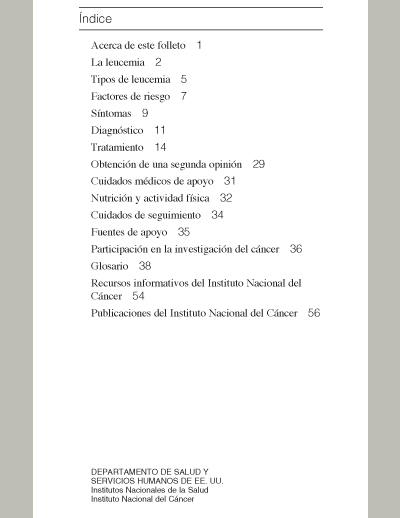 Índice
Acerca de este folleto 1
La leucemia 2
Tipos de leucemia 5
Factores de riesgo 7
Síntomas 9
Diagnóstico 11
Tratamiento 14
Obtención de una segunda opinión 29
Cuidados médicos de apoyo 31
Nutrición y actividad física 32
Cuidados de seguimiento 34
Fuentes de apoyo 35
Participación en la investigación del cáncer 36
Glosario 38
Recursos informativos del Instituto Nacional del
Cáncer 54
Publicaciones del Instituto Nacional del Cáncer 56
DEPARTAMENTO DE SALUD Y
SERVICIOS HUMANOS DE EE. UU.
Institutos Nacionales de la Salud
Instituto Nacional del Cáncer